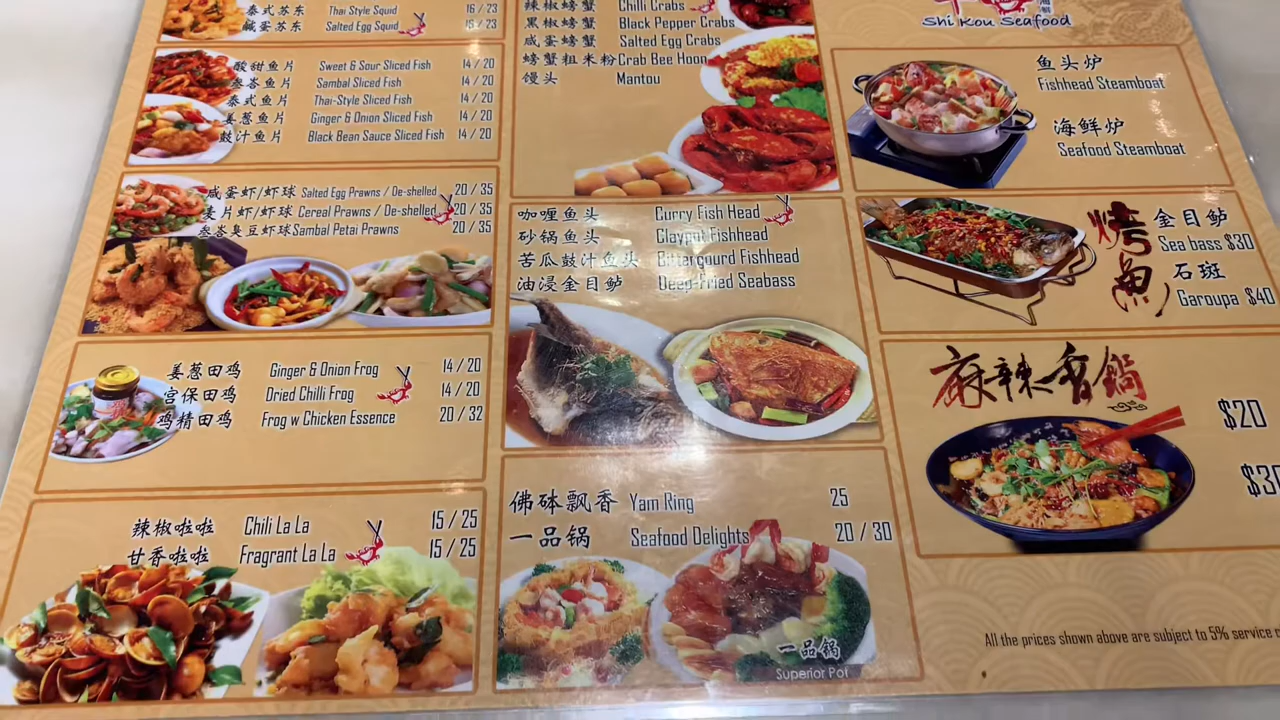 泰式苏东 Thai Style Squid 16 / 23
鹹蛋苏东 Salted Egg Squid 16 / 23
酸甜鱼片 Sweet & Sour Sliced Fish 14 / 20
叁峇鱼片 Sambal Sliced Fish 14 / 20
泰式鱼片 Thai-Style Sliced Fish 14 / 20
姜葱鱼片 Ginger & Onion Sliced Fish 14 / 20
鼓汁鱼片 Black Bean Sauce Sliced Fish 14 / 20
咸蛋虾/虾球 Salted Egg Prawns / De-shelled 20 / 35
麦片虾/虾球 Cereal Prawns / De-shelled 20 / 35
叁峇臭豆虾球 Sambal Petai Prawns 20 / 35
姜葱田鸡 Ginger & Onion Frog 14 / 20
宫保田鸡 Dried Chilli Frog 14 / 20
鸡精田鸡 Frog w Chicken Essence 20 / 32
辣椒啦啦 Chili La La 15 / 25
甘香啦啦 Fragrant La La 15 / 25
辣椒螃蟹 Chilli Crabs
黑椒螃蟹 Black Pepper Crabs
咸蛋螃蟹 Salted Egg Crabs
螃蟹粗米粉 Crab Bee Hoon
馒头 Mantou
咖喱鱼头 Curry Fish Head
砂锅鱼头 Claypot Fishhead
苦瓜鼓汁鱼头 Bittergourd Fishhead
油浸金目鲈 Deep-Fried Seabass
佛砵飘香 Yam Ring 25
一品锅 Seafood Delights 20 / 30
一品锅
Superior Pot
Shi Kou Seafood
鱼头炉
Fishhead Steamboat
海鲜炉
Seafood Steamboat
烤鱼
金目鲈
Sea bass $30
石斑
Garoupa $40
麻辣香锅
$20
$30
All the prices shown above are subject to 5% service